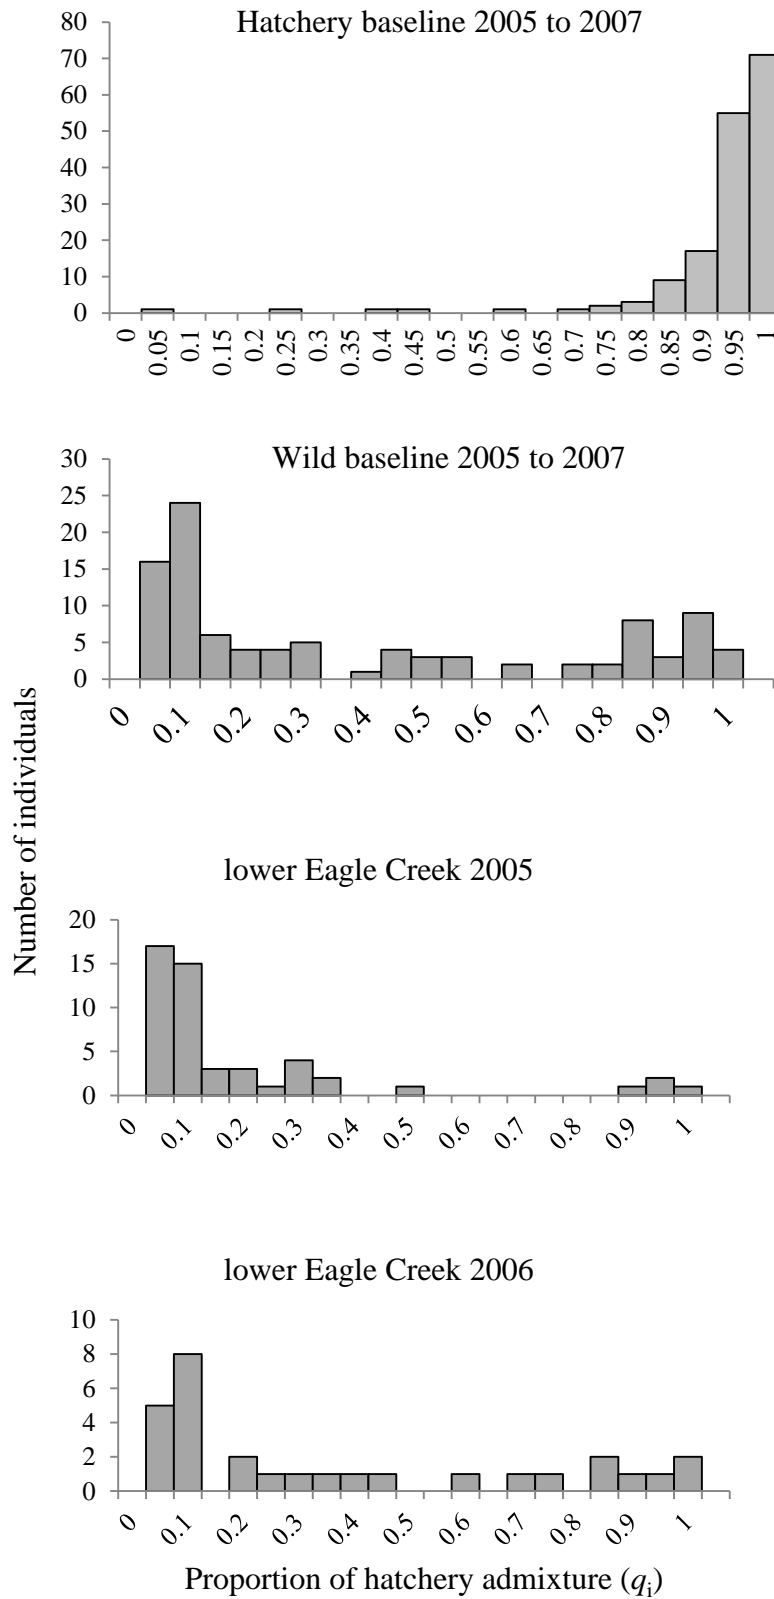 Hatchery baseline 2005 to 2007
80
70
60
50
40
30
20
10
0
0 0.05 0.1 0.15 0.2 0.25 0.3 0.35 0.4 0.45 0.5 0.55 0.6 0.65 0.7 0.75 0.8 0.85 0.9 0.95 1
Wild baseline 2005 to 2007
30
25
20
15
10
5
0
0 0.1 0.2 0.3 0.4 0.5 0.6 0.7 0.8 0.9 1
Number of individuals
lower Eagle Creek 2005
20
15
10
5
0
0 0.1 0.2 0.3 0.4 0.5 0.6 0.7 0.8 0.9 1
lower Eagle Creek 2006
10
8
6
4
2
0
0 0.1 0.2 0.3 0.4 0.5 0.6 0.7 0.8 0.9 1
Proportion of hatchery admixture (qi)